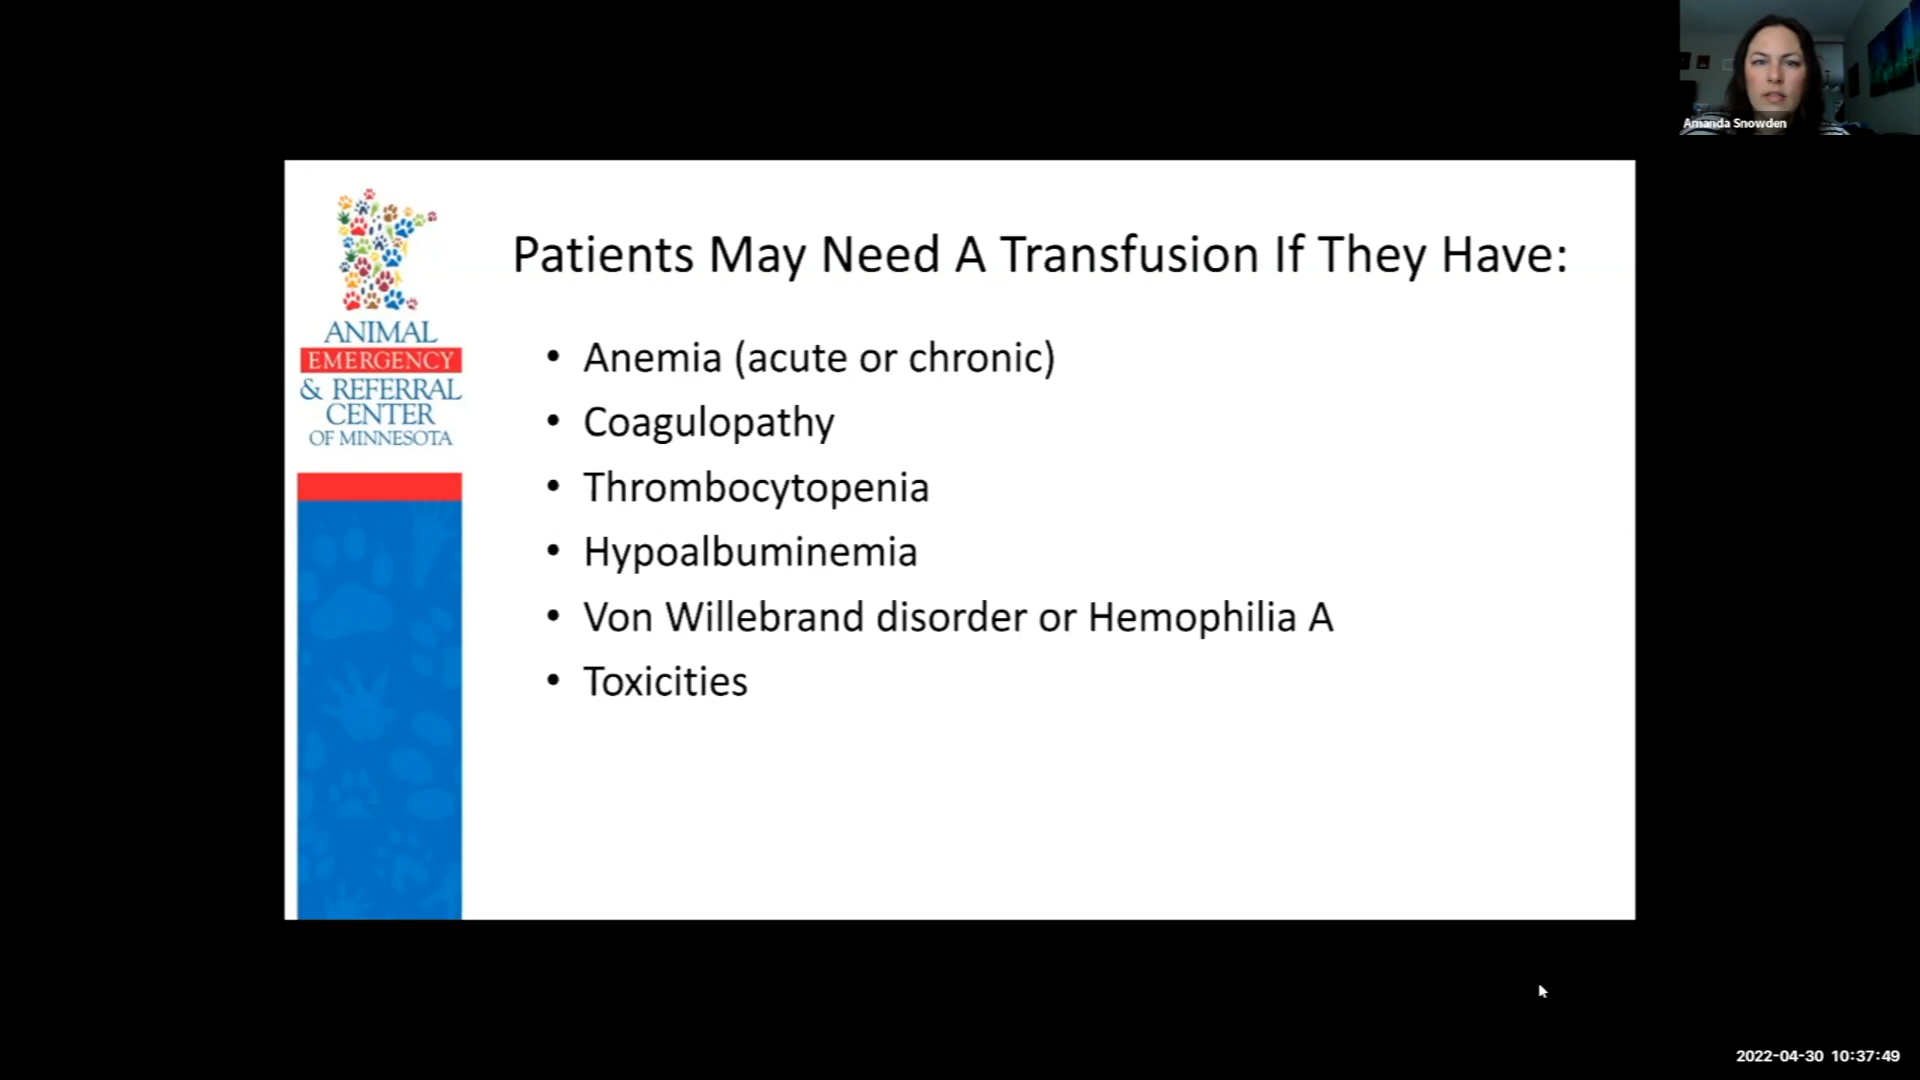 Amanda Snowden
ANIMAL
EMERGENCY
& REFERRAL
CENTER
OF MINNESOTA
Patients May Need A Transfusion If They Have:
• Anemia (acute or chronic)
• Coagulopathy
• Thrombocytopenia
• Hypoalbuminemia
• Von Willebrand disorder or Hemophilia A
• Toxicities
2022-04-30 10:37:49